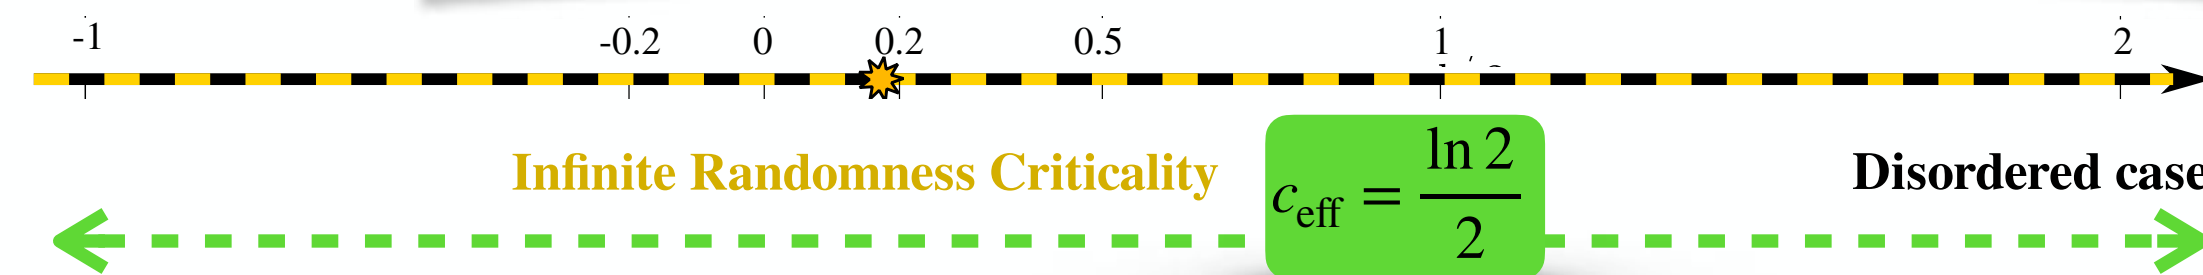 -1 -0.2 0 0.2 0.5 1 2
Infinite Randomness Criticality
c_eff = ln 2 / 2
Disordered case